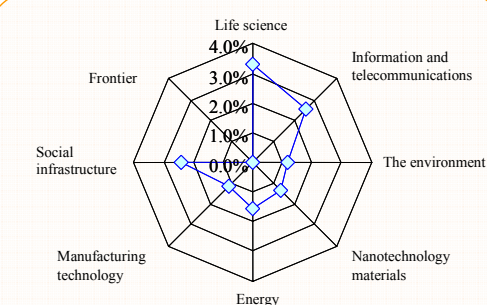 Life science
4.0%
Information and
telecommunications
3.0%
Frontier
2.0%
1.0%
Social
infrastructure
0.0%
The environment
Manufacturing
technology
Nanotechnology
materials
Energy